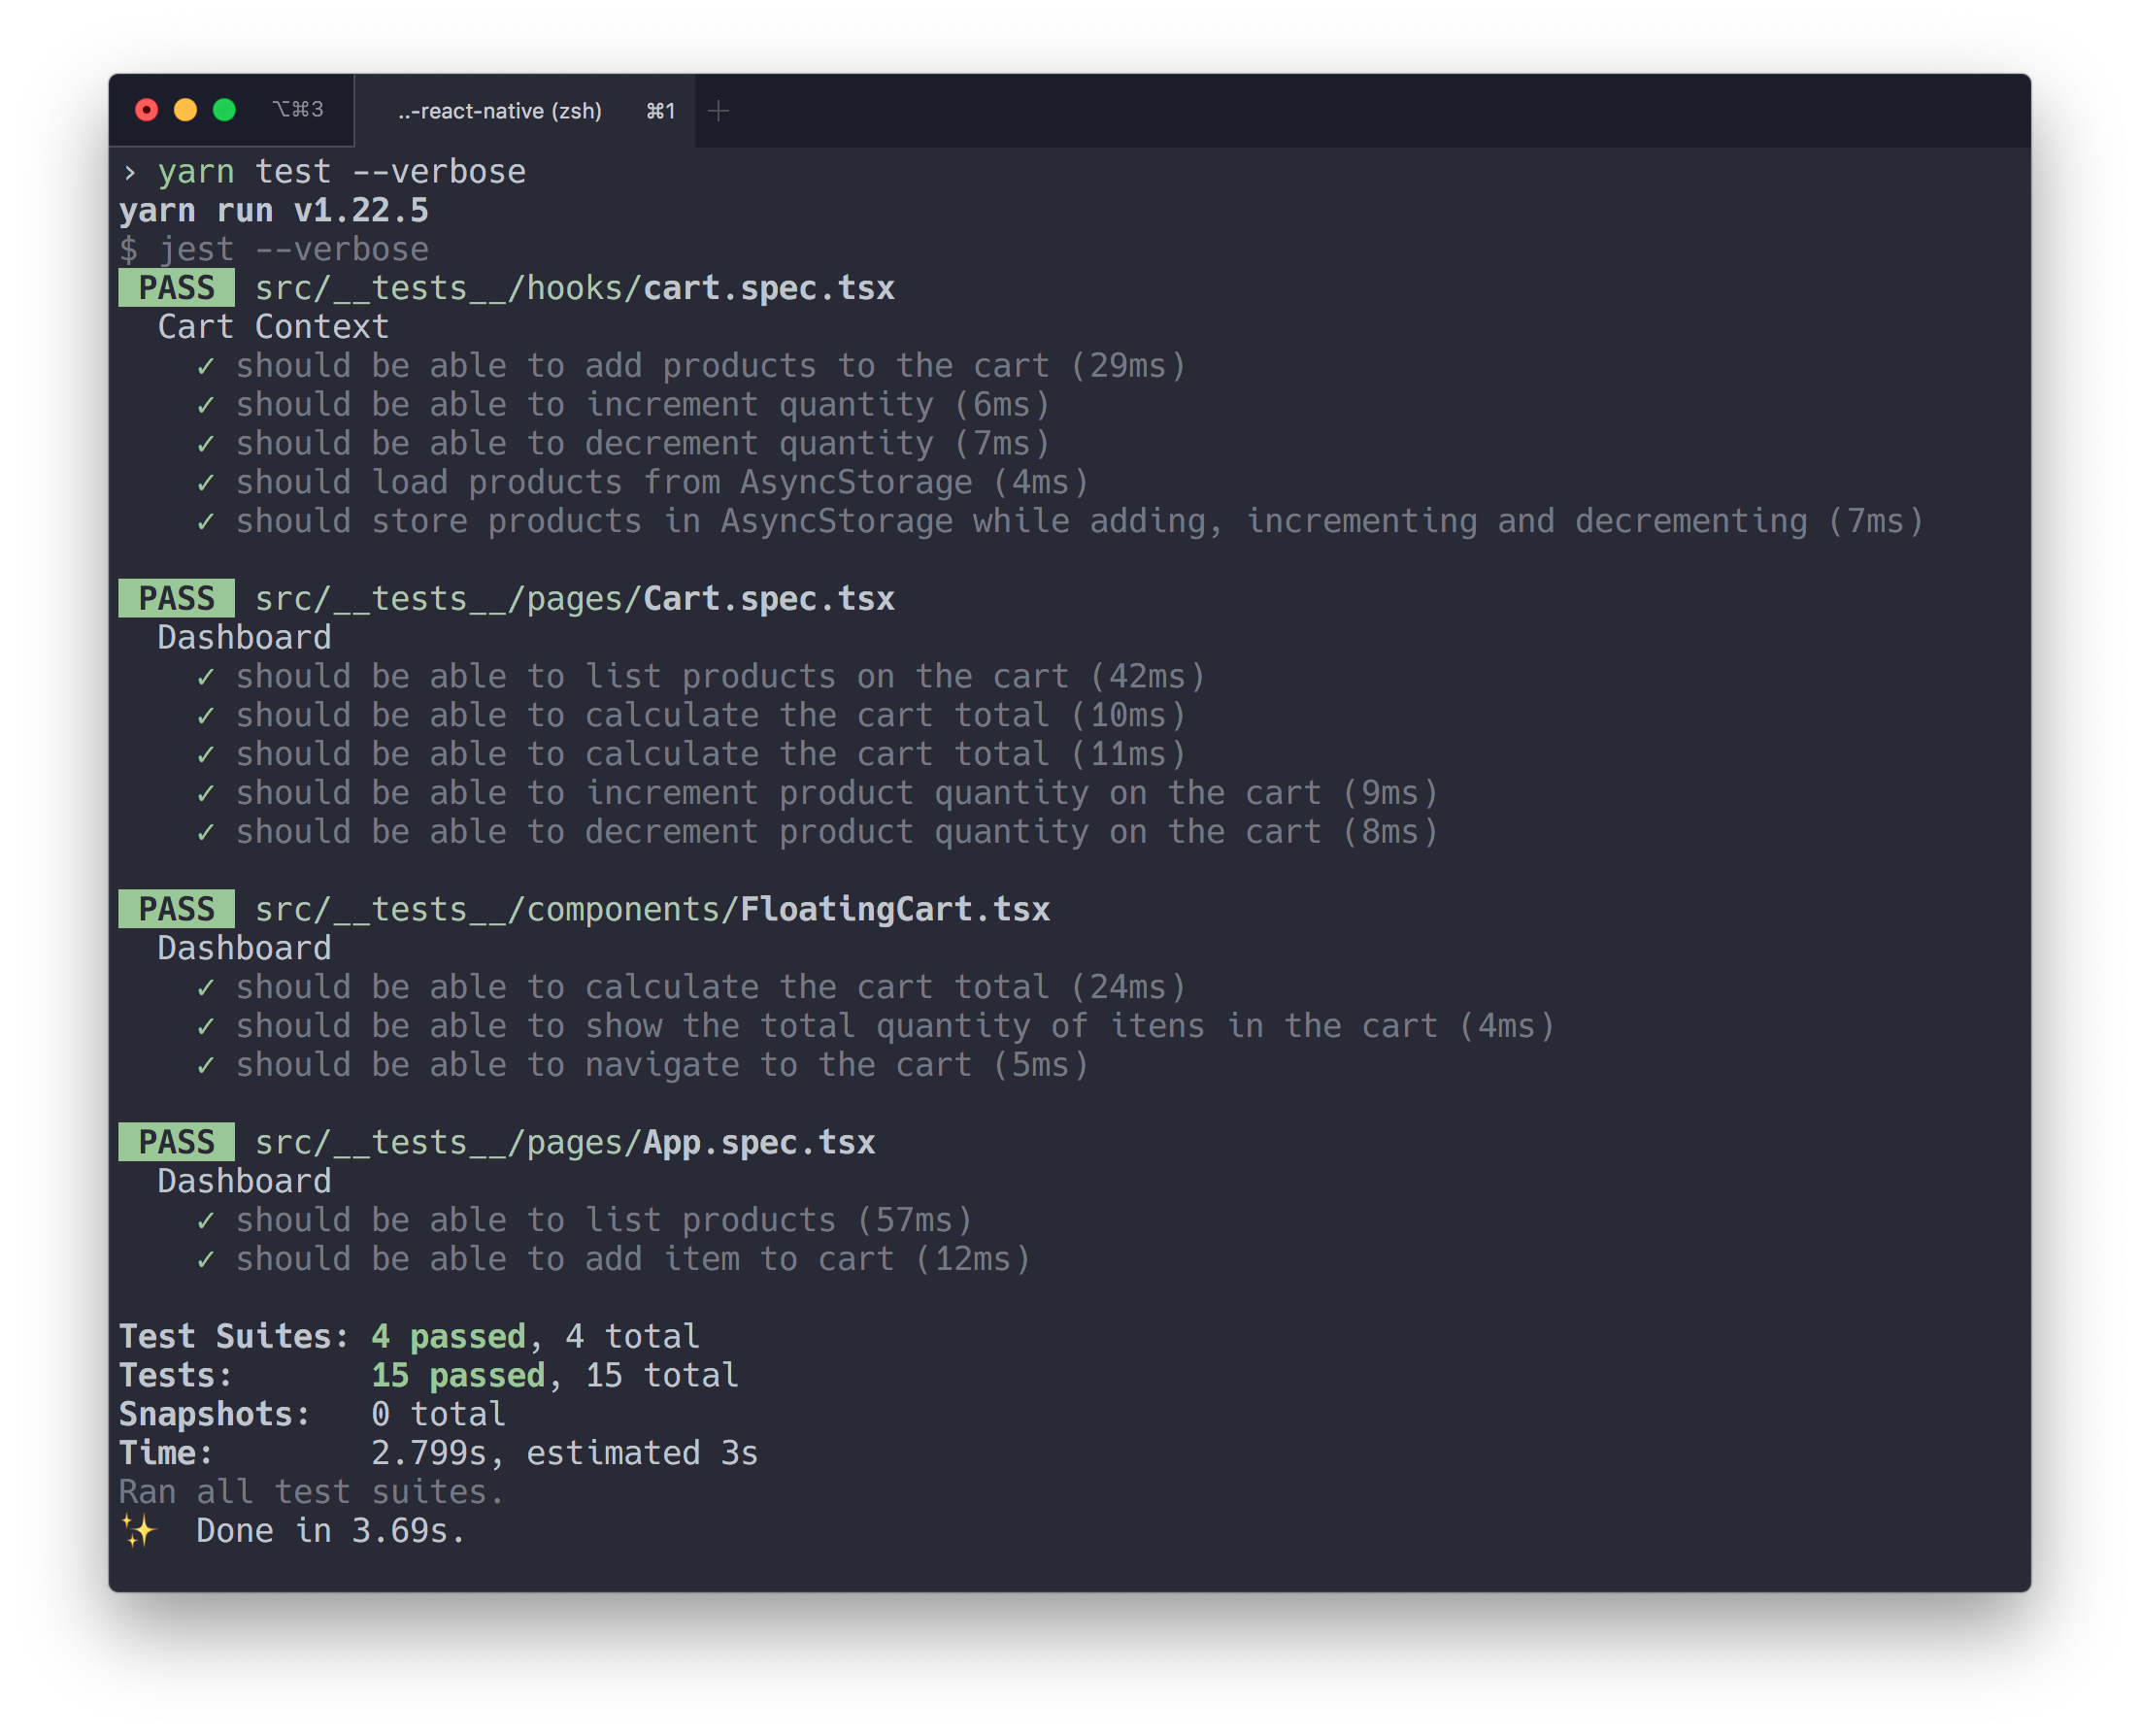 ⌥⌘3 ..-react-native (zsh) ⌘1 +
› yarn test --verbose
yarn run v1.22.5
$ jest --verbose
PASS src/__tests__/hooks/cart.spec.tsx
Cart Context
✓ should be able to add products to the cart (29ms)
✓ should be able to increment quantity (6ms)
✓ should be able to decrement quantity (7ms)
✓ should load products from AsyncStorage (4ms)
✓ should store products in AsyncStorage while adding, incrementing and decrementing (7ms)
PASS src/__tests__/pages/Cart.spec.tsx
Dashboard
✓ should be able to list products on the cart (42ms)
✓ should be able to calculate the cart total (10ms)
✓ should be able to calculate the cart total (11ms)
✓ should be able to increment product quantity on the cart (9ms)
✓ should be able to decrement product quantity on the cart (8ms)
PASS src/__tests__/components/FloatingCart.tsx
Dashboard
✓ should be able to calculate the cart total (24ms)
✓ should be able to show the total quantity of itens in the cart (4ms)
✓ should be able to navigate to the cart (5ms)
PASS src/__tests__/pages/App.spec.tsx
Dashboard
✓ should be able to list products (57ms)
✓ should be able to add item to cart (12ms)
Test Suites: 4 passed, 4 total
Tests: 15 passed, 15 total
Snapshots: 0 total
Time: 2.799s, estimated 3s
Ran all test suites.
✨ Done in 3.69s.